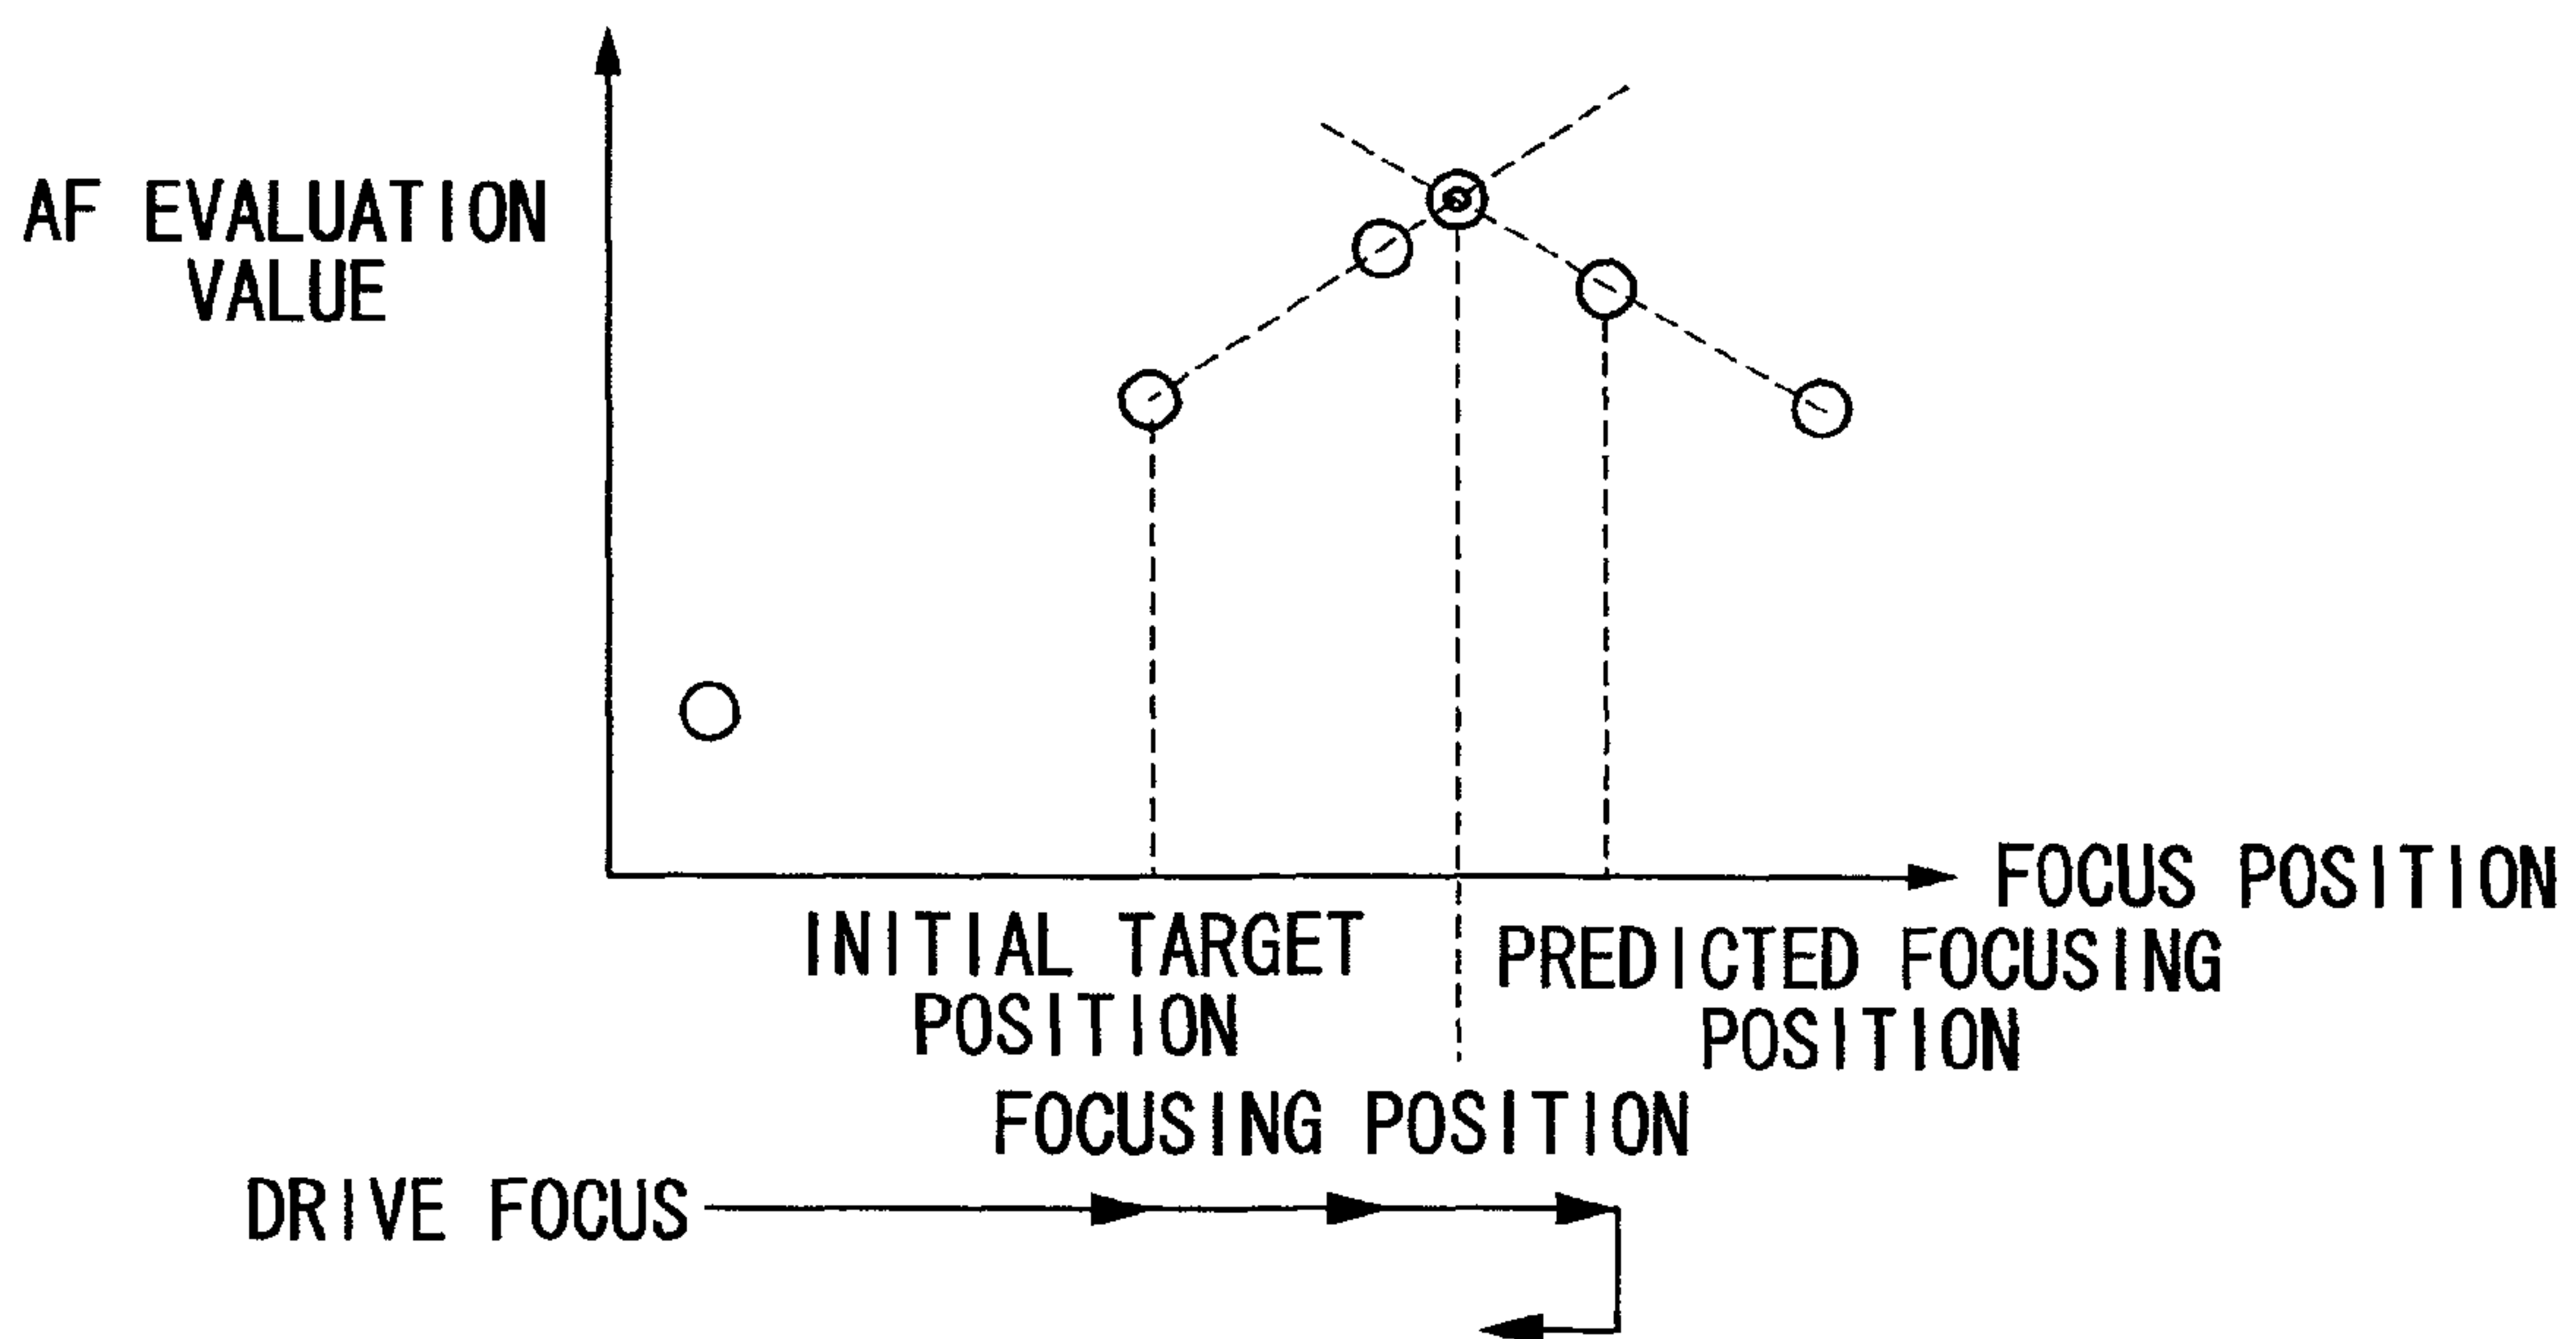 AF EVALUATION
VALUE
FOCUS POSITION
INITIAL TARGET
POSITION
PREDICTED FOCUSING
POSITION
FOCUSING POSITION
DRIVE FOCUS